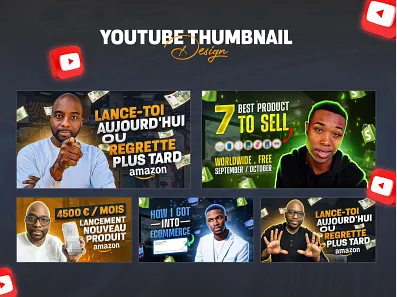 YOUTUBE THUMBNAIL
Design
LANCE-TOI
AUJOURD'HUI
OU
REGRETTE
PLUS TARD
amazon
7 BEST PRODUCT
TO SELL
WORLDWIDE . FREE
SEPTEMBER / OCTOBER
4500 € / MOIS
LANCEMENT
NOUVEAU
PRODUIT
amazon
HOW I GOT
INTO
ECOMMERCE
LANCE-TOI
AUJOURD'HUI
OU
REGRETTE
PLUS TARD
amazon